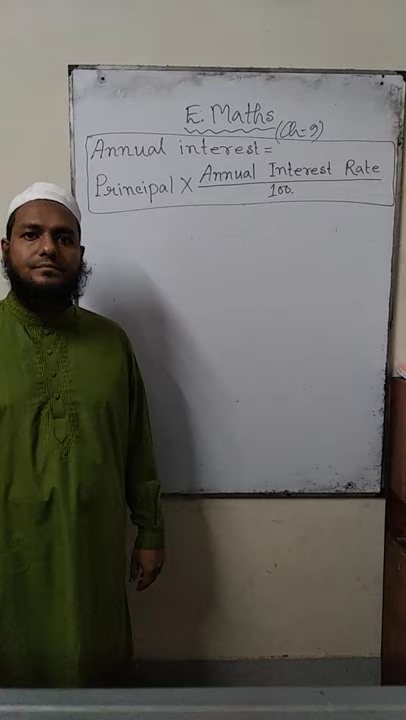 E. Maths
(Ch-9)
Annual interest =
Principal X Annual Interest Rate
100.